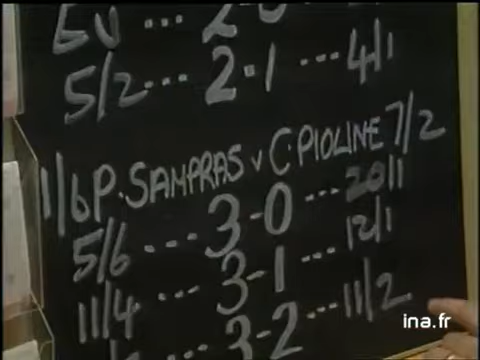 5/2 ... 2-1 ... 4/1
1/6 P. SAMPRAS v C. PIOLINE 7/2
5/6 ... 3-0 ... 20/1
11/4 ... 3-1 ... 12/1
3-2 ... 11/2
ina.fr